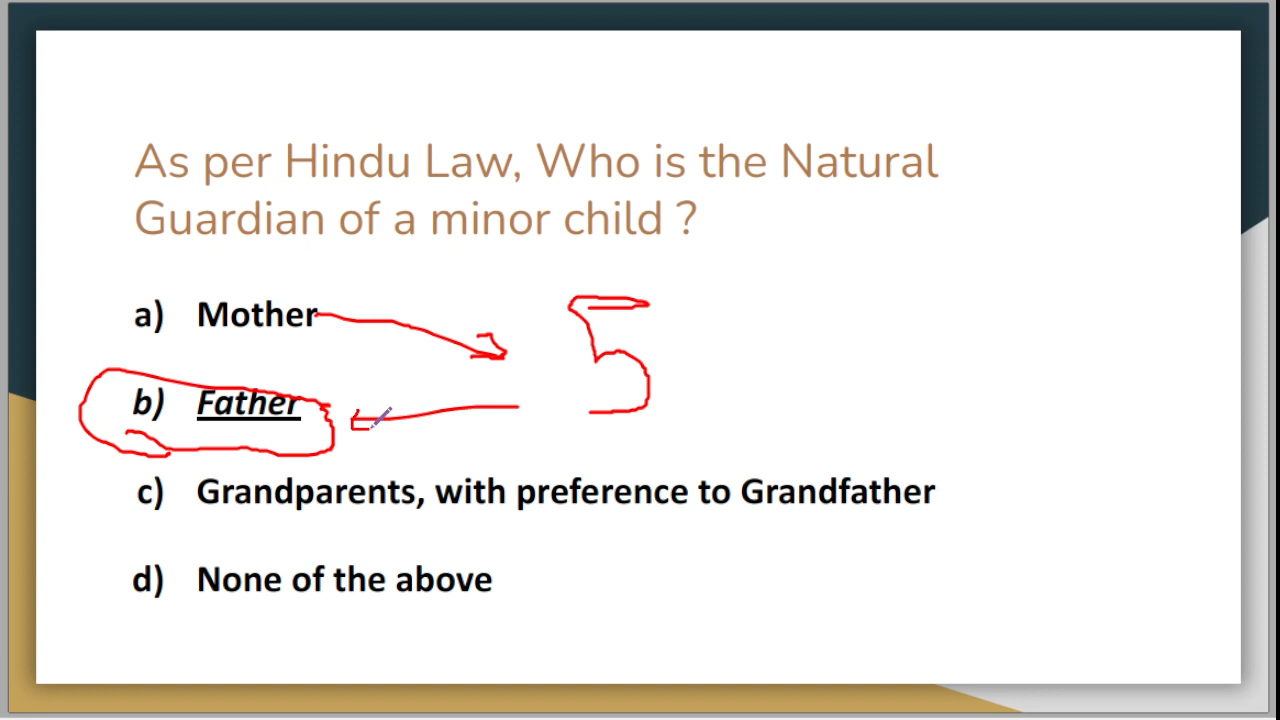 As per Hindu Law, Who is the Natural
Guardian of a minor child ?
a) Mother
5
b) Father
c) Grandparents, with preference to Grandfather
d) None of the above